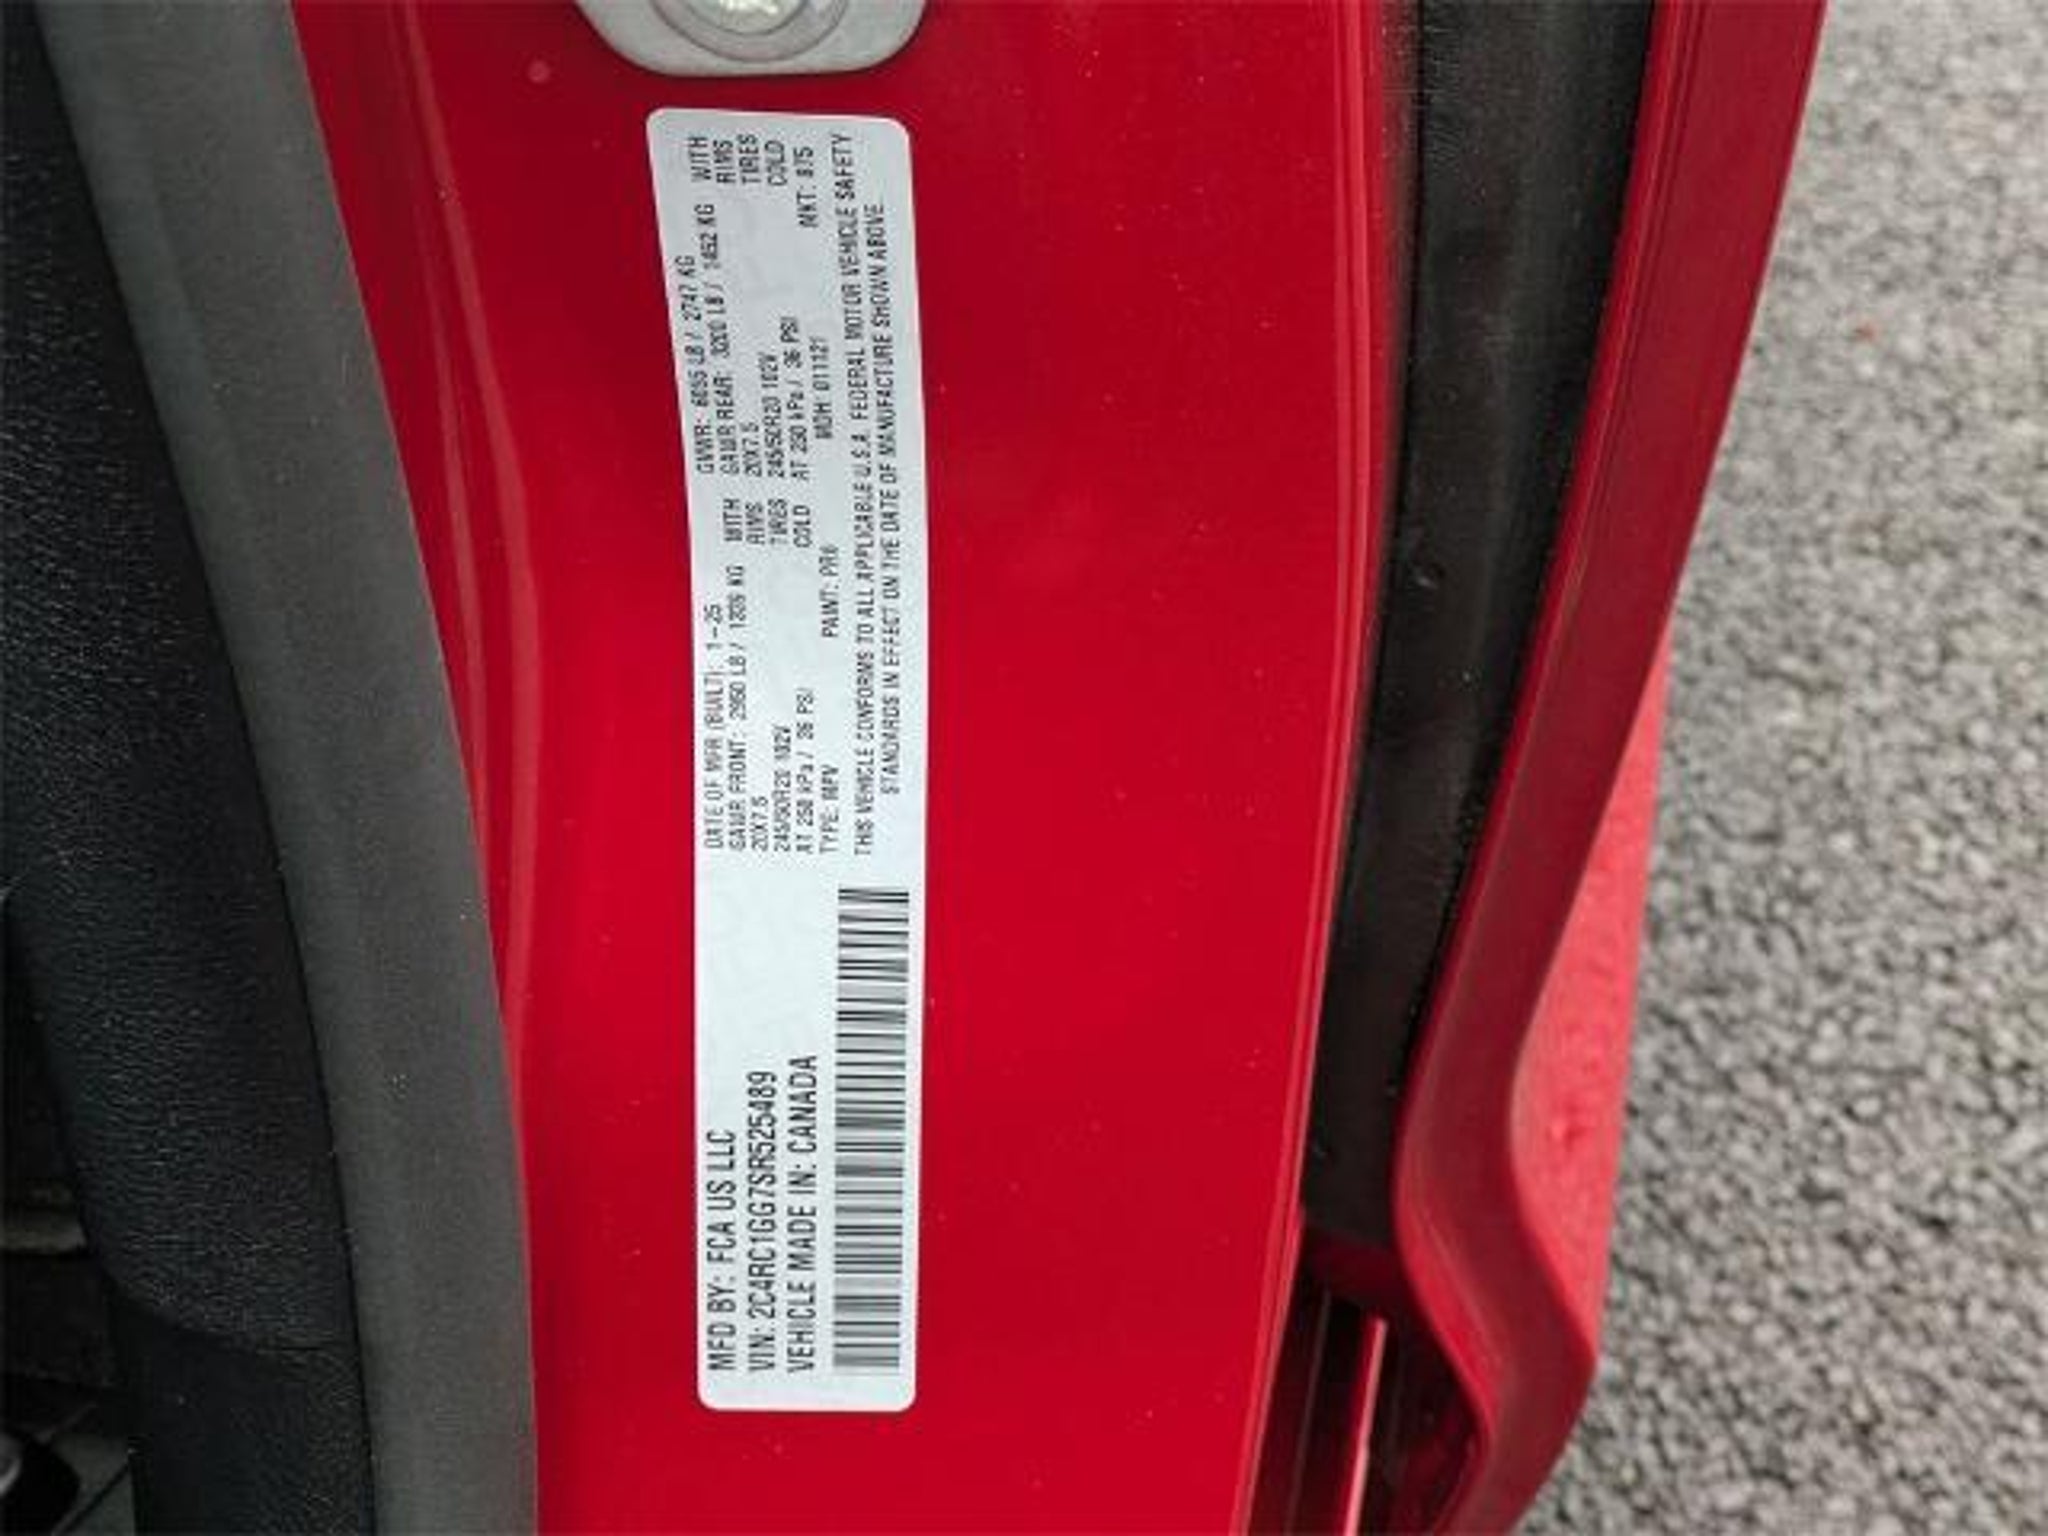 MFD BY: FCA US LLC
VIN: 2C4RC1GG7SR525489
VEHICLE MADE IN: CANADA
DATE OF MFR (BUILT): 1-25
GAWR FRONT: 2950 LB / 1339 KG WITH
20X7.5 RIMS
245/50R20 102V TIRES
AT 250 kPa / 36 PSI COLD
TYPE: MPV PAINT: PR6
GVWR: 6055 LB / 2747 KG
GAWR REAR: 3200 LB / 1452 KG WITH
20X7.5 RIMS
245/50R20 102V TIRES
AT 250 kPa / 36 PSI COLD
MDH 011121 MKT: 875
THIS VEHICLE CONFORMS TO ALL APPLICABLE U.S.A. FEDERAL MOTOR VEHICLE SAFETY
STANDARDS IN EFFECT ON THE DATE OF MANUFACTURE SHOWN ABOVE